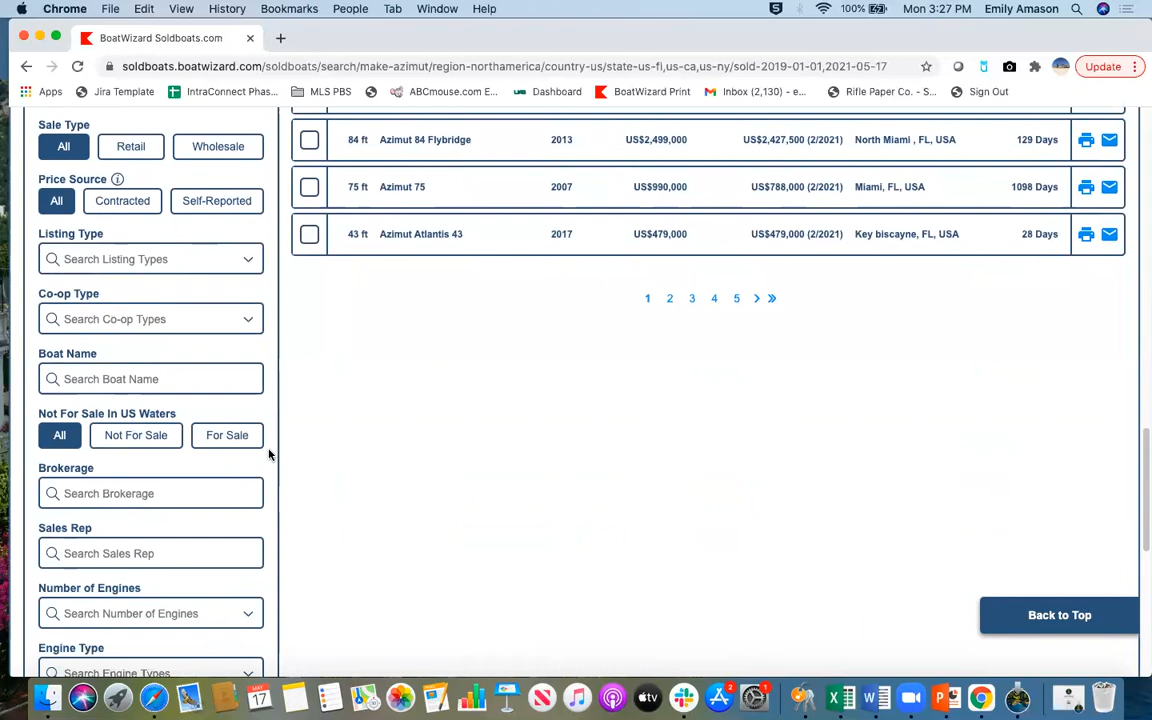 Chrome File Edit View History Bookmarks People Tab Window Help 100% Mon 3:27 PM Emily Amason
BoatWizard Soldboats.com
soldboats.boatwizard.com/soldboats/search/make-azimut/region-northamerica/country-us/state-us-fl,us-ca,us-ny/sold-2019-01-01,2021-05-17 Update
Apps Jira Template IntraConnect Phas... MLS PBS ABCmouse.com E... Dashboard BoatWizard Print Inbox (2,130) - e... Rifle Paper Co. - S... Sign Out
Sale Type
All Retail Wholesale
Price Source
All Contracted Self-Reported
Listing Type
Search Listing Types
Co-op Type
Search Co-op Types
Boat Name
Search Boat Name
Not For Sale In US Waters
All Not For Sale For Sale
Brokerage
Search Brokerage
Sales Rep
Search Sales Rep
Number of Engines
Search Number of Engines
Engine Type
Search Engine Types
84 ft Azimut 84 Flybridge 2013 US$2,499,000 US$2,427,500 (2/2021) North Miami , FL, USA 129 Days
75 ft Azimut 75 2007 US$990,000 US$788,000 (2/2021) Miami, FL, USA 1098 Days
43 ft Azimut Atlantis 43 2017 US$479,000 US$479,000 (2/2021) Key biscayne, FL, USA 28 Days
1 2 3 4 5 > »
Back to Top
MAY 17
2
1